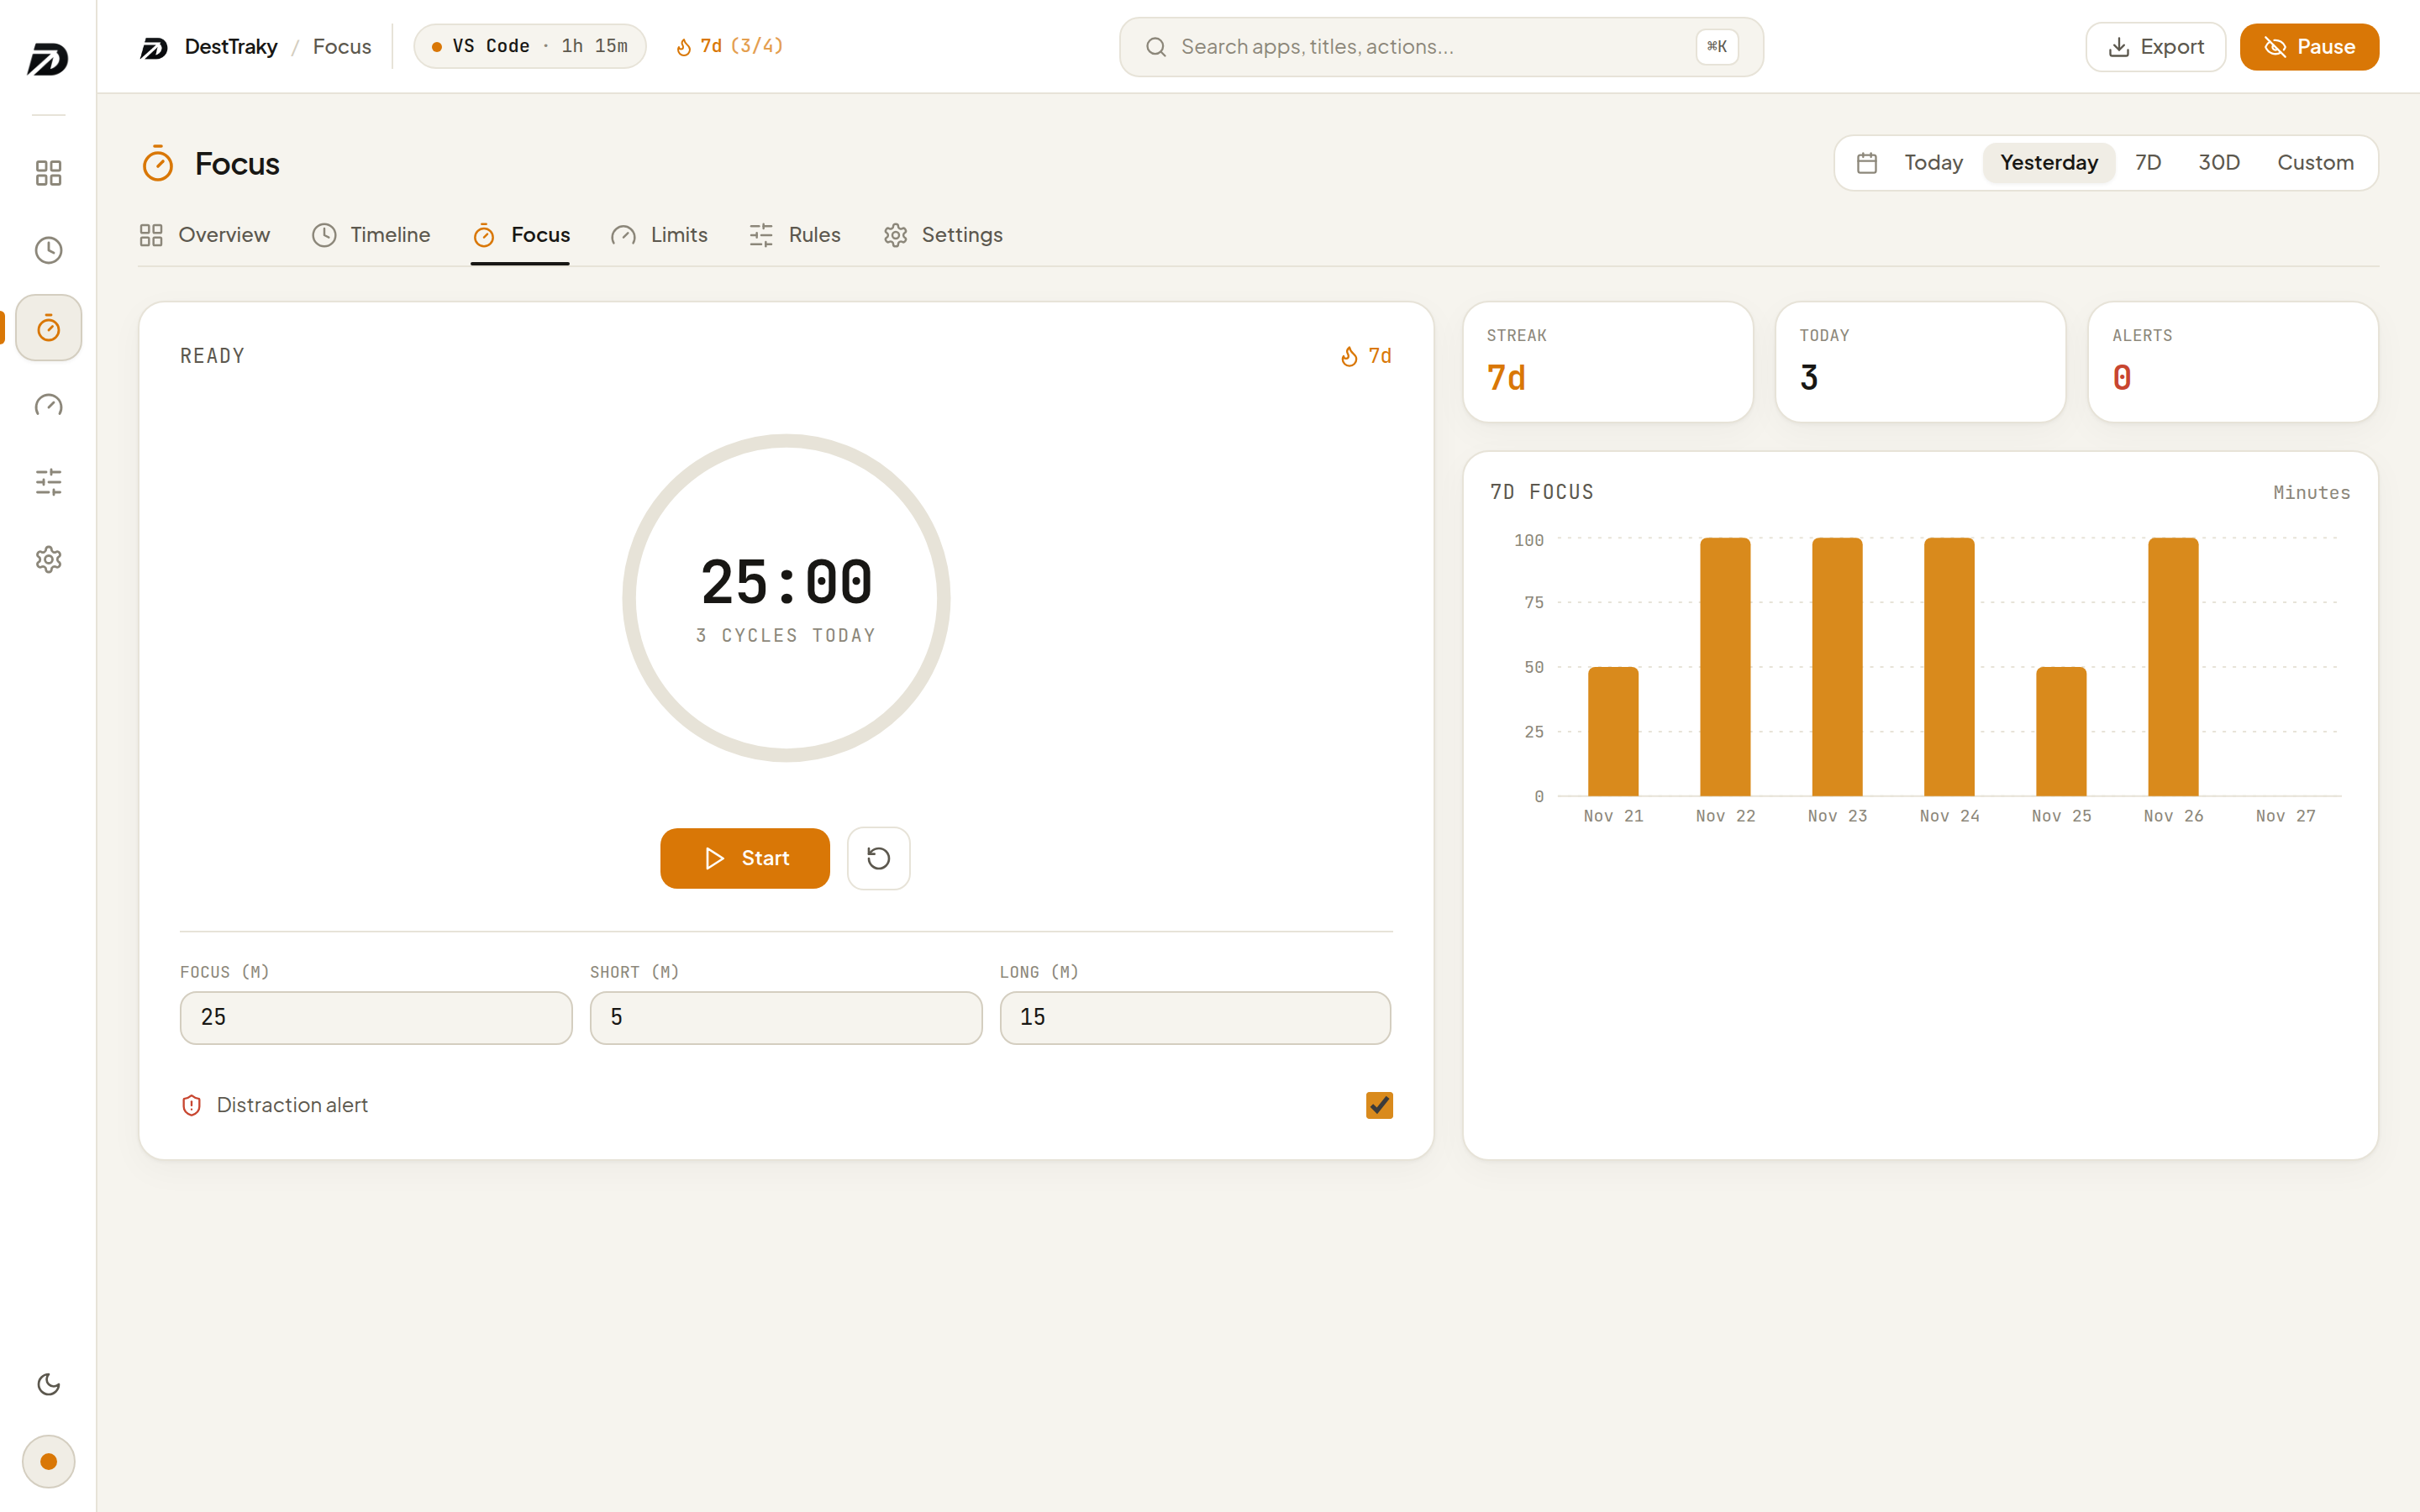 DestTraky / Focus
VS Code · 1h 15m
7d (3/4)
Search apps, titles, actions...
⌘K
Export
Pause
Focus
Today
Yesterday
7D
30D
Custom
Overview
Timeline
Focus
Limits
Rules
Settings
READY
7d
25:00
3 CYCLES TODAY
Start
FOCUS (M)
SHORT (M)
LONG (M)
25
5
15
Distraction alert
STREAK
7d
TODAY
3
ALERTS
0
7D FOCUS
Minutes
100
75
50
25
0
Nov 21
Nov 22
Nov 23
Nov 24
Nov 25
Nov 26
Nov 27